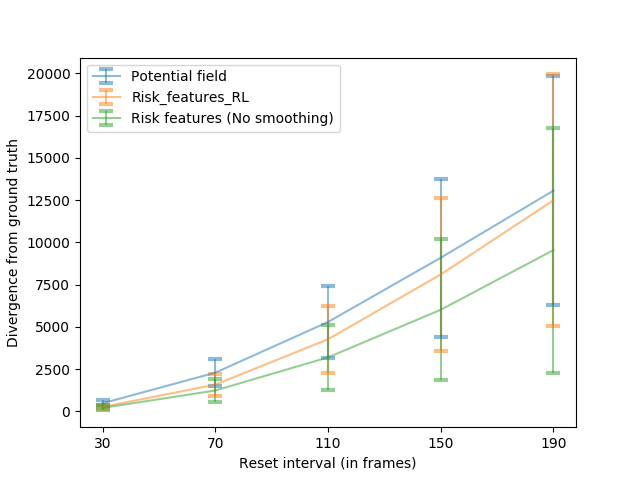 Potential field
Risk_features_RL
Risk features (No smoothing)
Divergence from ground truth
20000
17500
15000
12500
10000
7500
5000
2500
0
30 70 110 150 190
Reset interval (in frames)